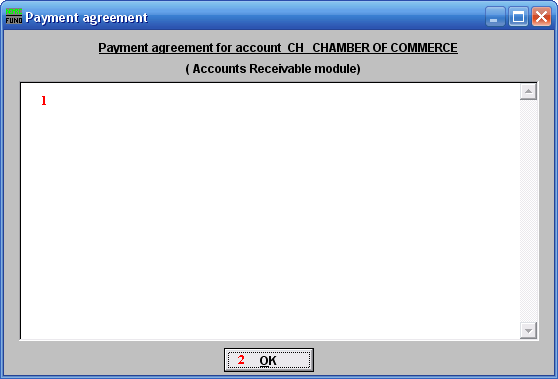 FUND Payment agreement
Payment agreement for account CH CHAMBER OF COMMERCE
( Accounts Receivable module)
1
2 OK